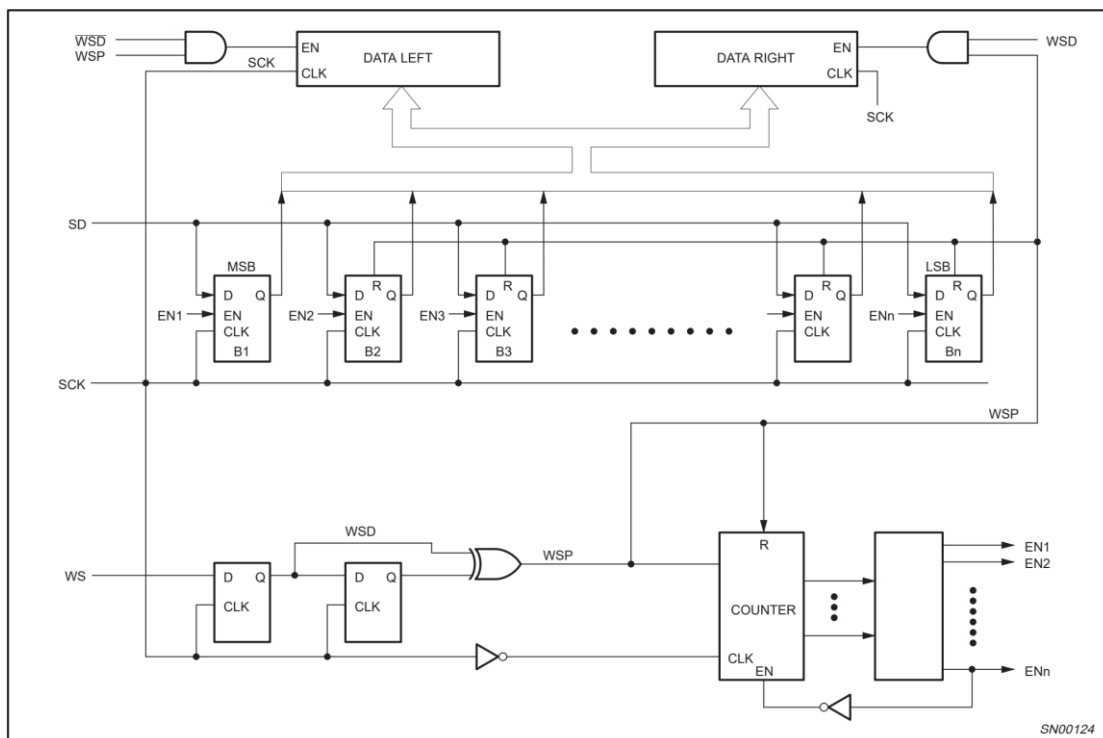 W̅S̅D̅
WSP
SCK
EN
CLK
DATA LEFT
DATA RIGHT
EN
CLK
WSD
SCK
SD
MSB
D Q
EN1
EN
CLK
B1
R
D Q
EN2
EN
CLK
B2
R
D Q
EN3
EN
CLK
B3
R
D Q
EN
CLK
LSB
R
D Q
ENn
EN
CLK
Bn
SCK
WSP
WS
D Q
CLK
WSD
D Q
CLK
WSP
R
COUNTER
CLK
EN
EN1
EN2
ENn
SN00124